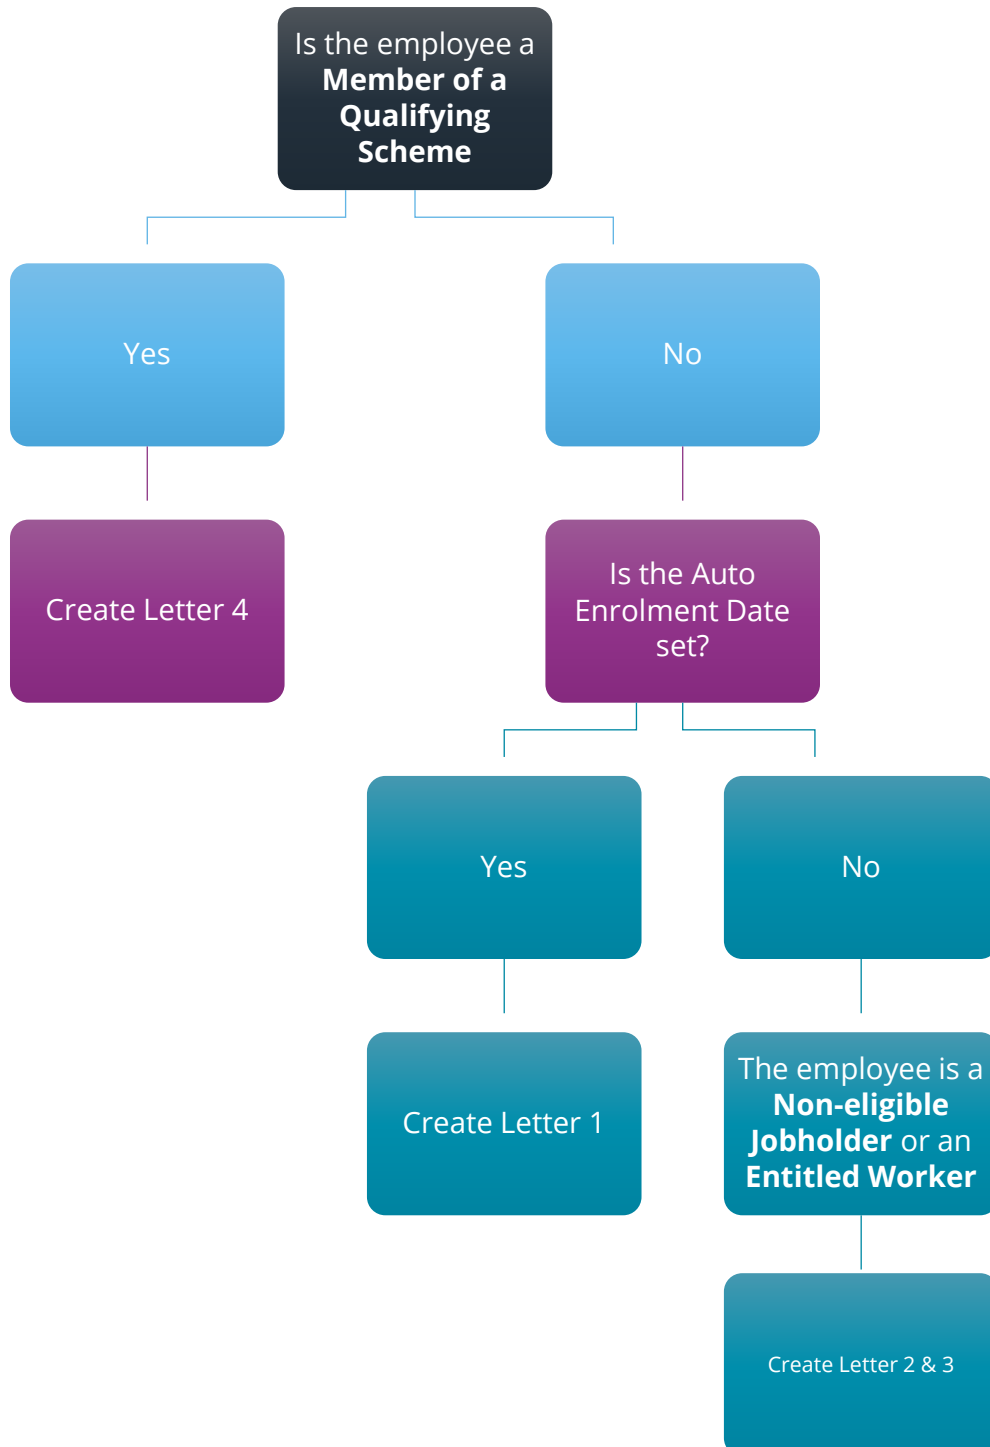 Is the employee a
Member of a
Qualifying
Scheme
Yes
No
Create Letter 4
Is the Auto
Enrolment Date
set?
Yes
No
Create Letter 1
The employee is a
Non-eligible
Jobholder or an
Entitled Worker
Create Letter 2 & 3